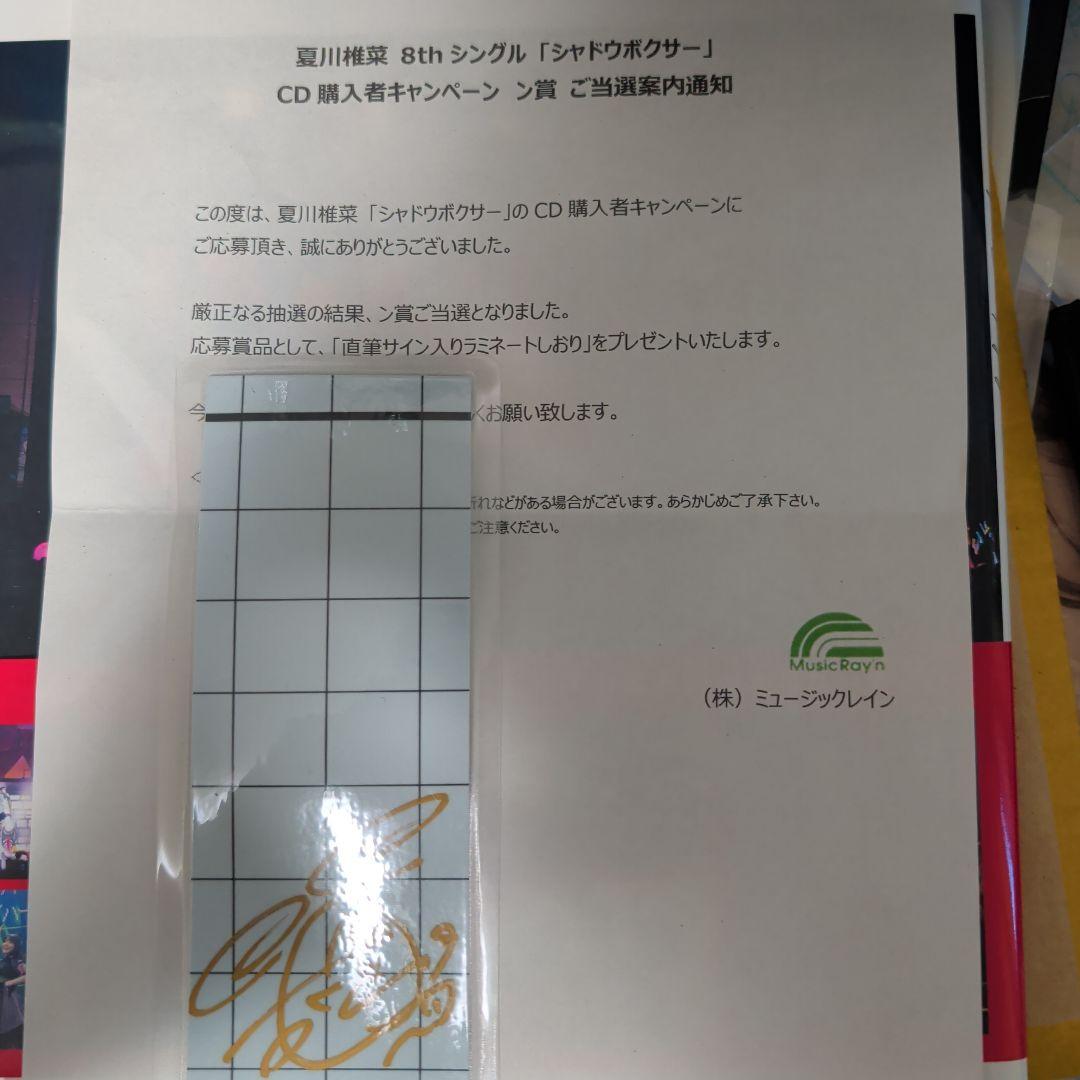 夏川椎菜 8th シングル「シャドウボクサー」
CD 購入者キャンペーン ン賞 ご当選案内通知
この度は、夏川椎菜「シャドウボクサー」の CD 購入者キャンペーンに
ご応募頂き、誠にありがとうございました。
厳正なる抽選の結果、ン賞ご当選となりました。
応募賞品として、「直筆サイン入りラミネートしおり」をプレゼントいたします。
今 くお願い致します。
<
折れなどがある場合がございます。あらかじめご了承下さい。
ご注意ください。
MusicRay'n
（株）ミュージックレイン